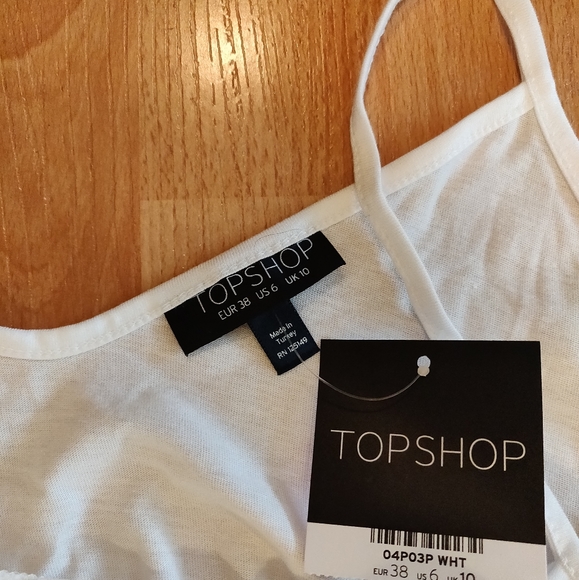 TOPSHOP
EUR 38 US 6 UK 10
Made in
Turkey
RN 125149
TOPSHOP
04P03P WHT
EUR 38 US 6 UK 10